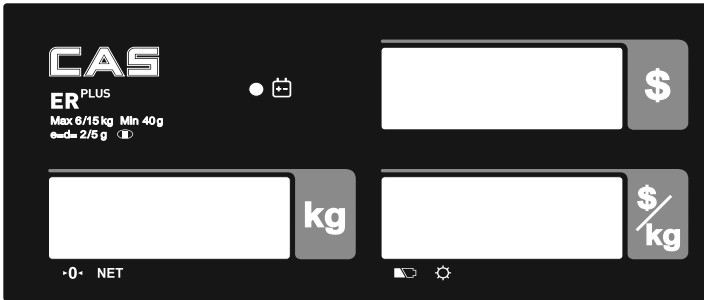 CAS
ER PLUS
Max 6/15 kg Min 40 g
e=d= 2/5 g
$
kg
$/kg
▸0◂ NET